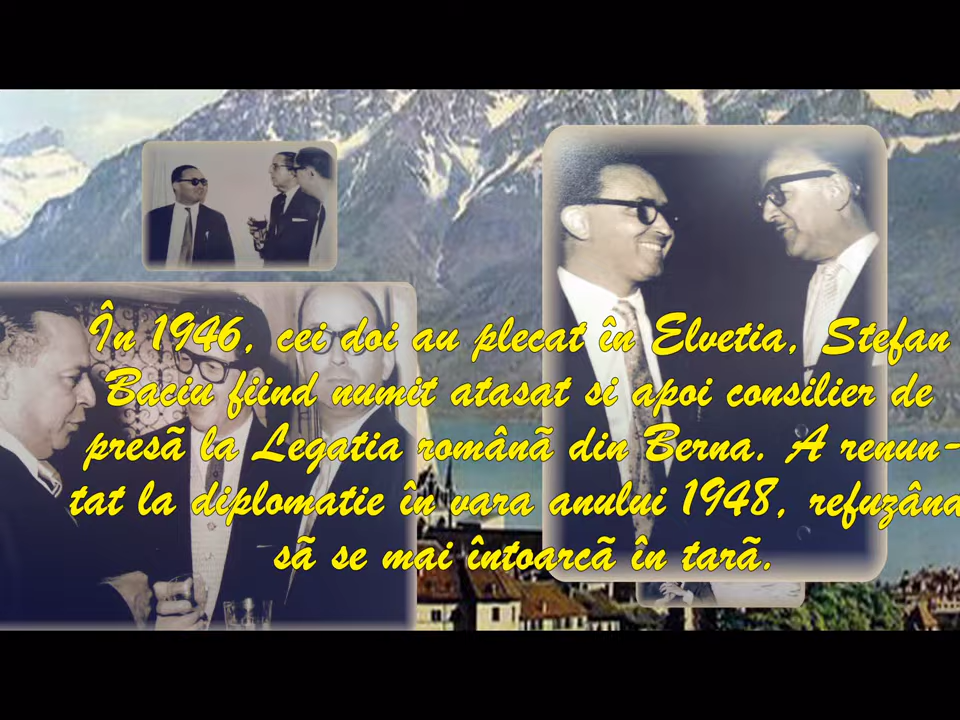 În 1946, cei doi au plecat în Elvetia, Stefan
Baciu fiind numit atasat si apoi consilier de
presã la Legatia românã din Berna. A renun-
tat la diplomatie în vara anului 1948, refuzând
sã se mai întoarcã în tarã.